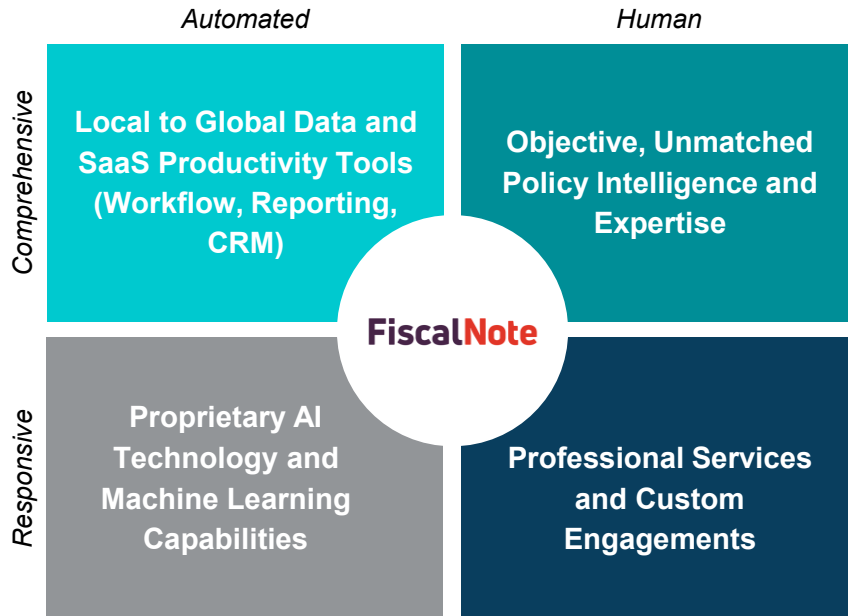 Automated
Human
Comprehensive
Local to Global Data and
SaaS Productivity Tools
(Workflow, Reporting,
CRM)
Objective, Unmatched
Policy Intelligence and
Expertise
FiscalNote
Responsive
Proprietary AI
Technology and
Machine Learning
Capabilities
Professional Services
and Custom
Engagements